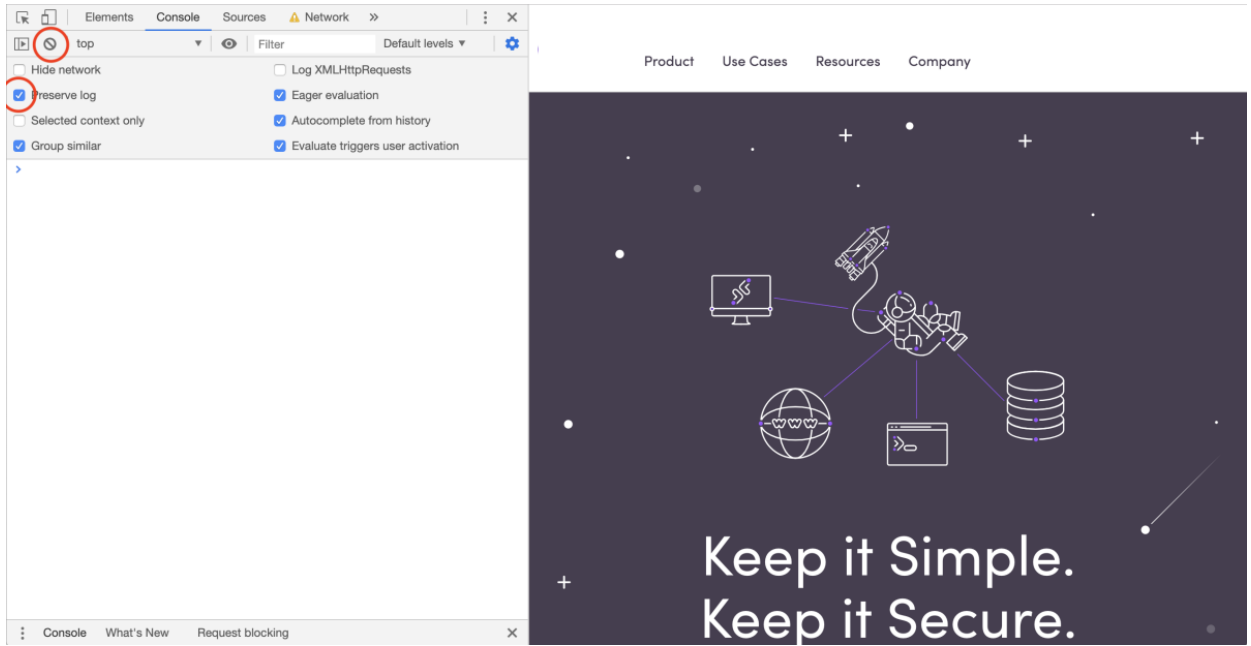 Elements Console Sources Network »
top Filter Default levels
Hide network Log XMLHttpRequests
Preserve log Eager evaluation
Selected context only Autocomplete from history
Group similar Evaluate triggers user activation
Console What's New Request blocking
Product Use Cases Resources Company
WWW
Keep it Simple.
Keep it Secure.